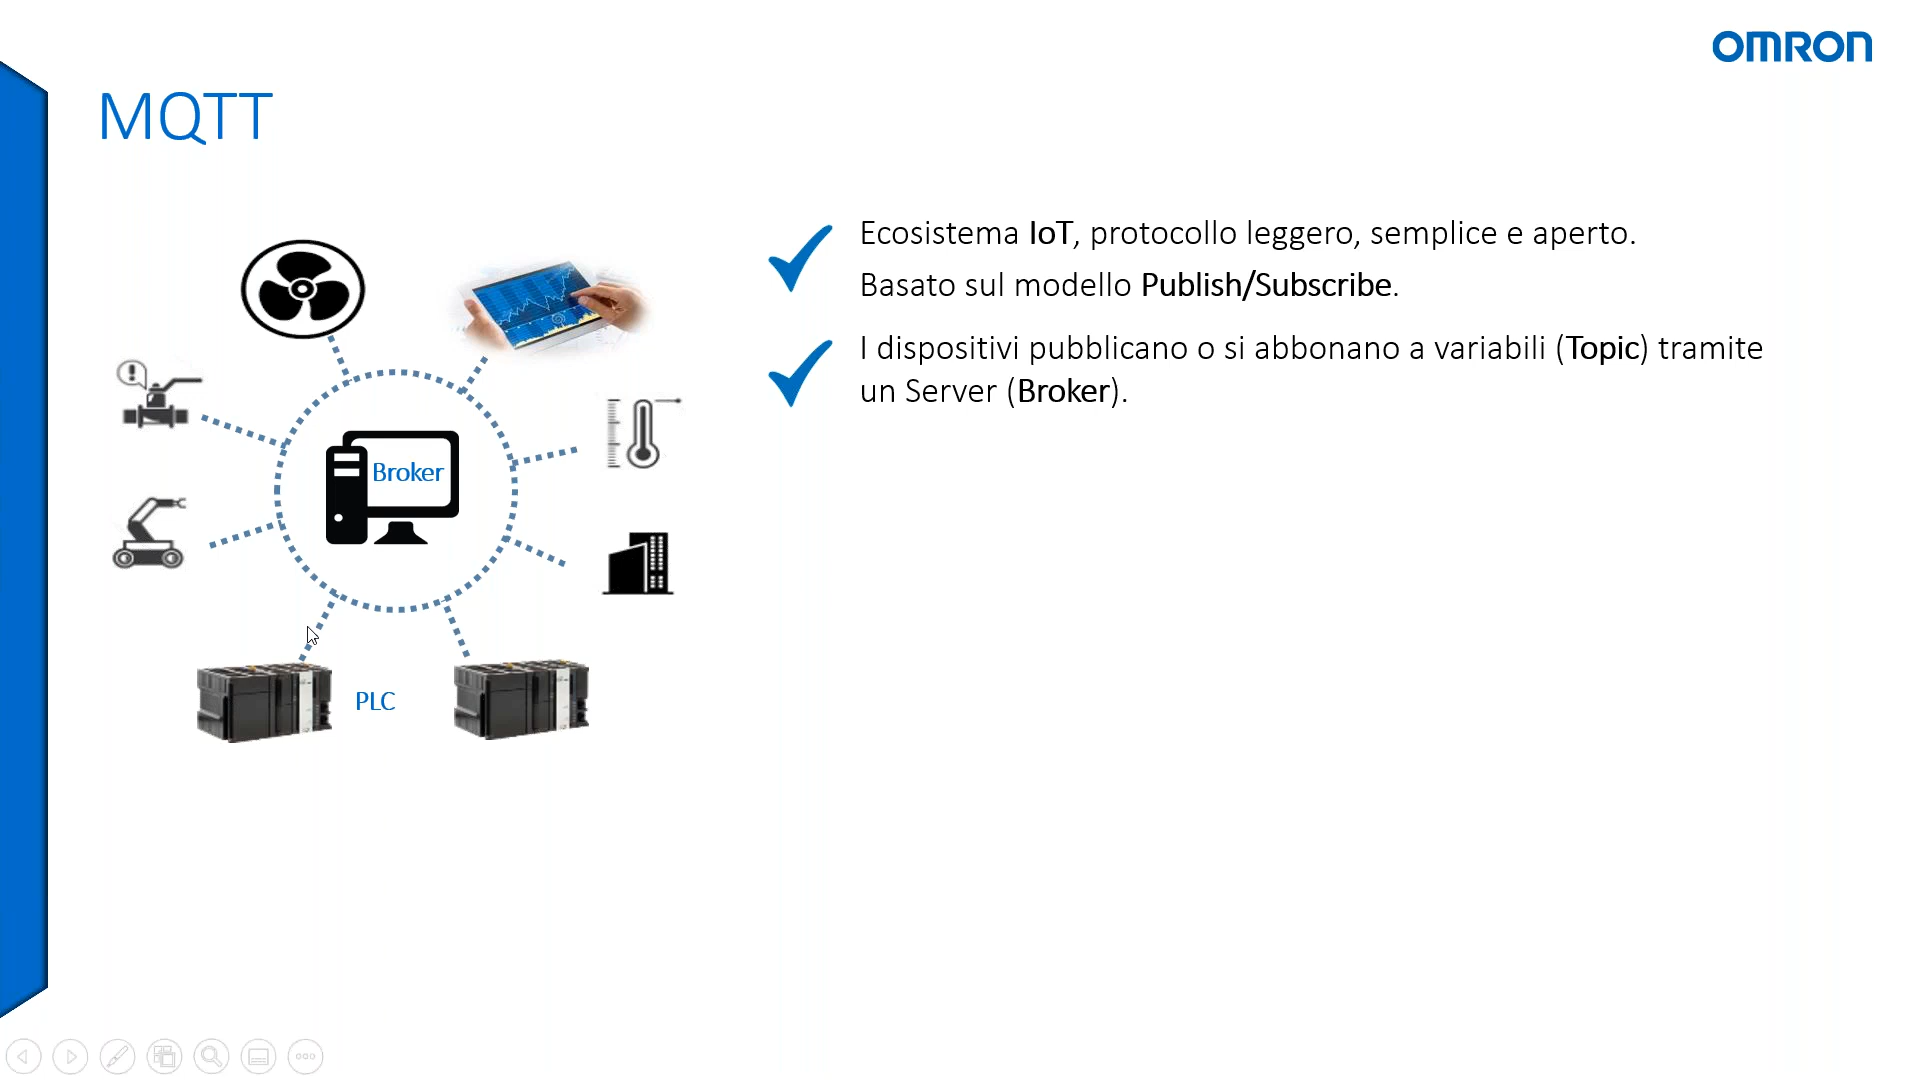 OMRON
MQTT
Ecosistema IoT, protocollo leggero, semplice e aperto.
Basato sul modello Publish/Subscribe.
I dispositivi pubblicano o si abbonano a variabili (Topic) tramite
un Server (Broker).
Broker
PLC